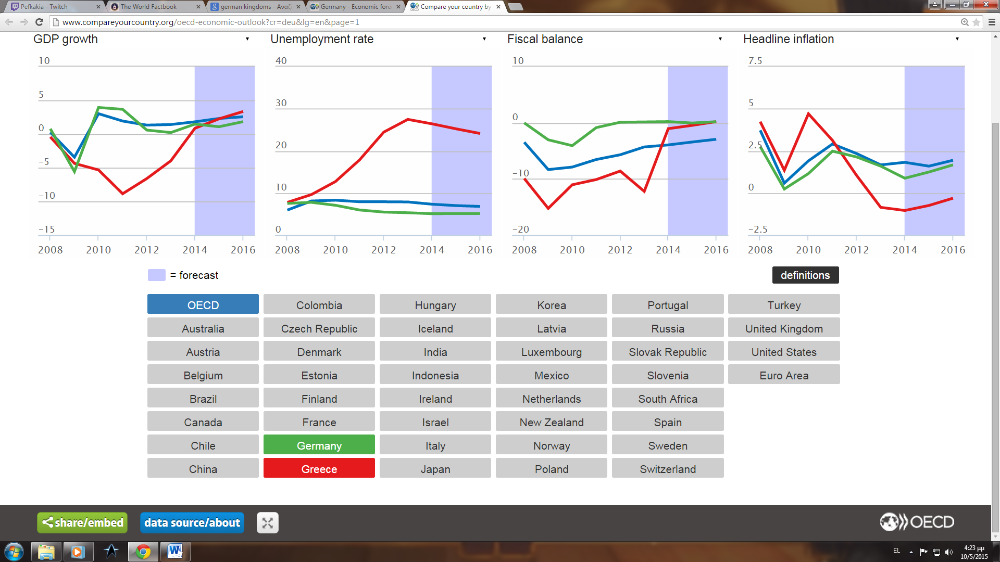 Pefkakia - Twitch
The World Factbook
german kingdoms - Αναζ
Germany - Economic fore
Compare your country by
www.compareyourcountry.org/oecd-economic-outlook?cr=deu&lg=en&page=1
GDP growth
Unemployment rate
Fiscal balance
Headline inflation
10
5
0
-5
-10
-15
2008 2010 2012 2014 2016
40
30
20
10
0
2008 2010 2012 2014 2016
10
0
-10
-20
2008 2010 2012 2014 2016
7.5
5
2.5
0
-2.5
2008 2010 2012 2014 2016
= forecast
definitions
OECD Colombia Hungary Korea Portugal Turkey
Australia Czech Republic Iceland Latvia Russia United Kingdom
Austria Denmark India Luxembourg Slovak Republic United States
Belgium Estonia Indonesia Mexico Slovenia Euro Area
Brazil Finland Ireland Netherlands South Africa
Canada France Israel New Zealand Spain
Chile Germany Italy Norway Sweden
China Greece Japan Poland Switzerland
share/embed
data source/about
OECD
EL
4:23 μμ
10/5/2015